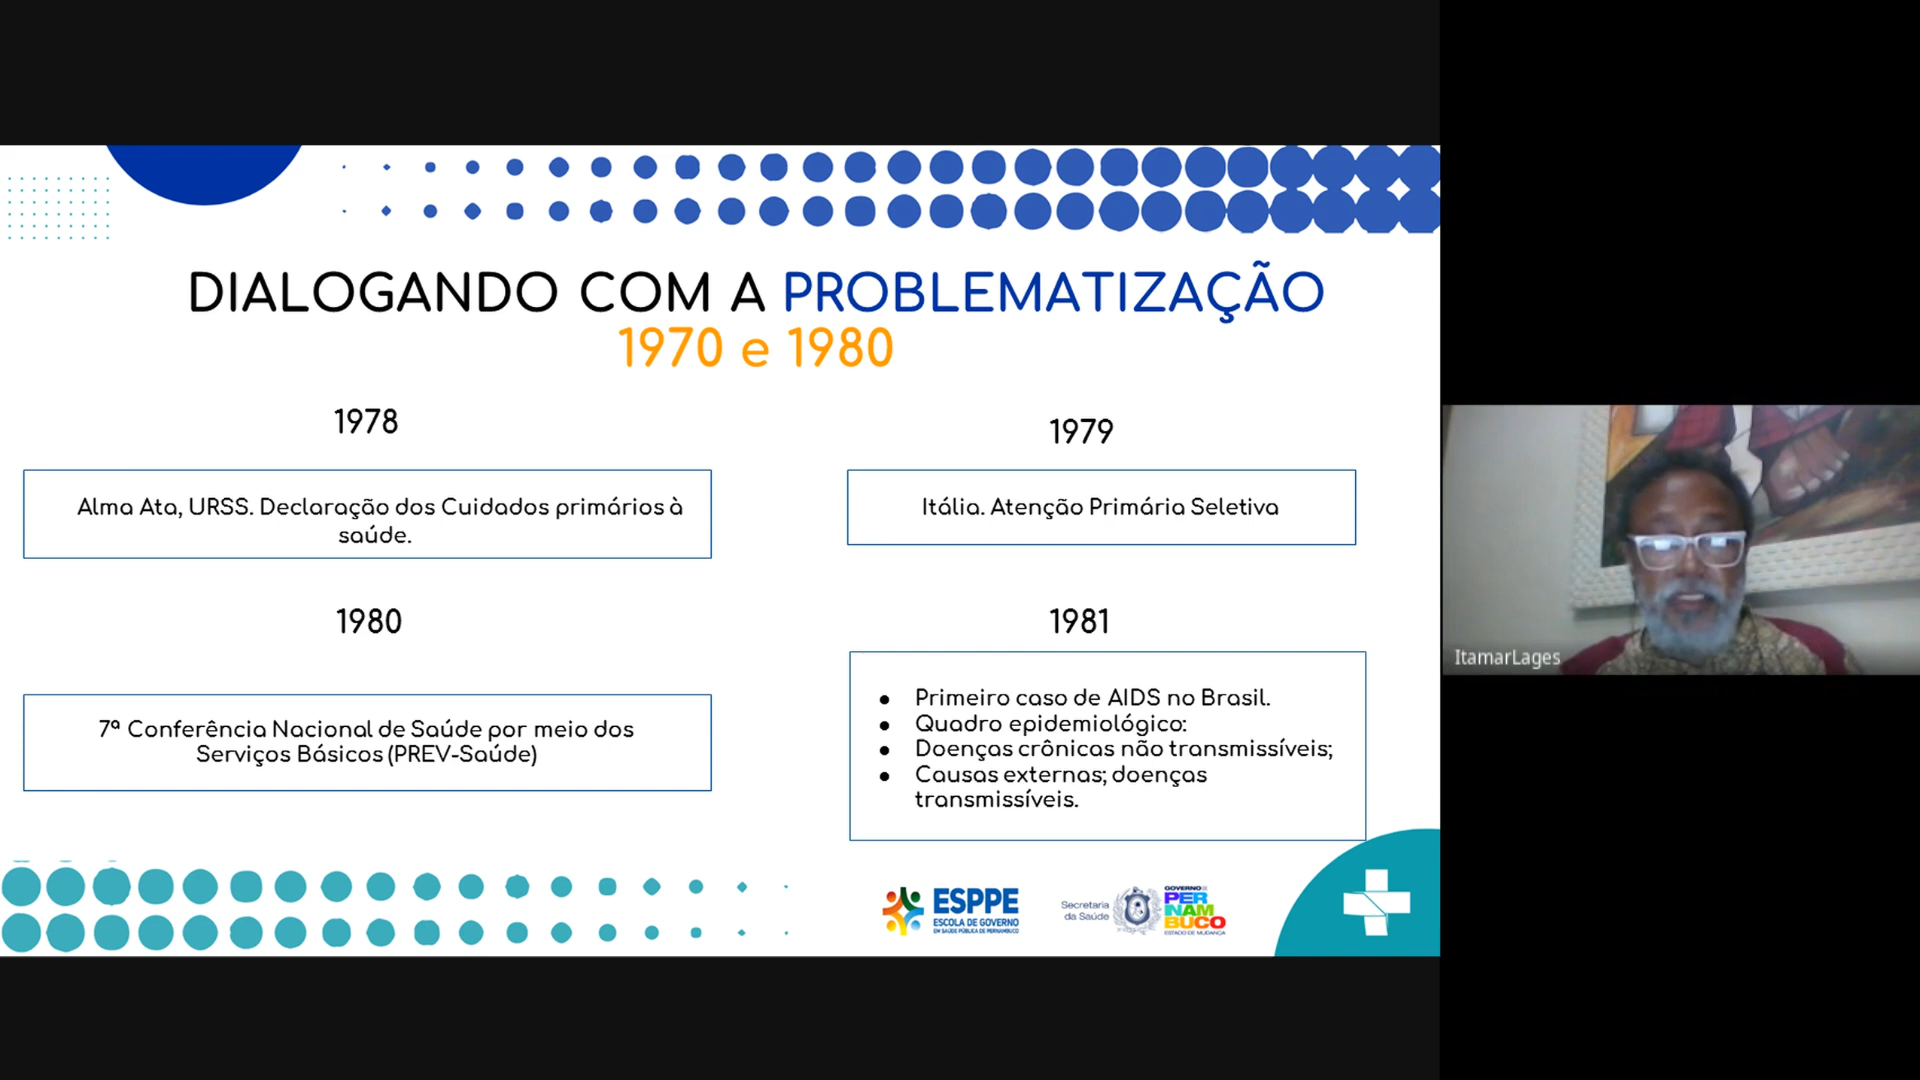 DIALOGANDO COM A PROBLEMATIZAÇÃO
1970 e 1980
1978
Alma Ata, URSS. Declaração dos Cuidados primários à
saúde.
1979
Itália. Atenção Primária Seletiva
1980
7ª Conferência Nacional de Saúde por meio dos
Serviços Básicos (PREV-Saúde)
1981
● Primeiro caso de AIDS no Brasil.
● Quadro epidemiológico:
● Doenças crônicas não transmissíveis;
● Causas externas; doenças
transmissíveis.
ESPPE
ESCOLA DE GOVERNO
EM SAÚDE PÚBLICA DE PERNAMBUCO
Secretaria
da Saúde
GOVERNO DE
PER
NAM
BUCO
ESTADO DE MUDANÇA
ItamarLages